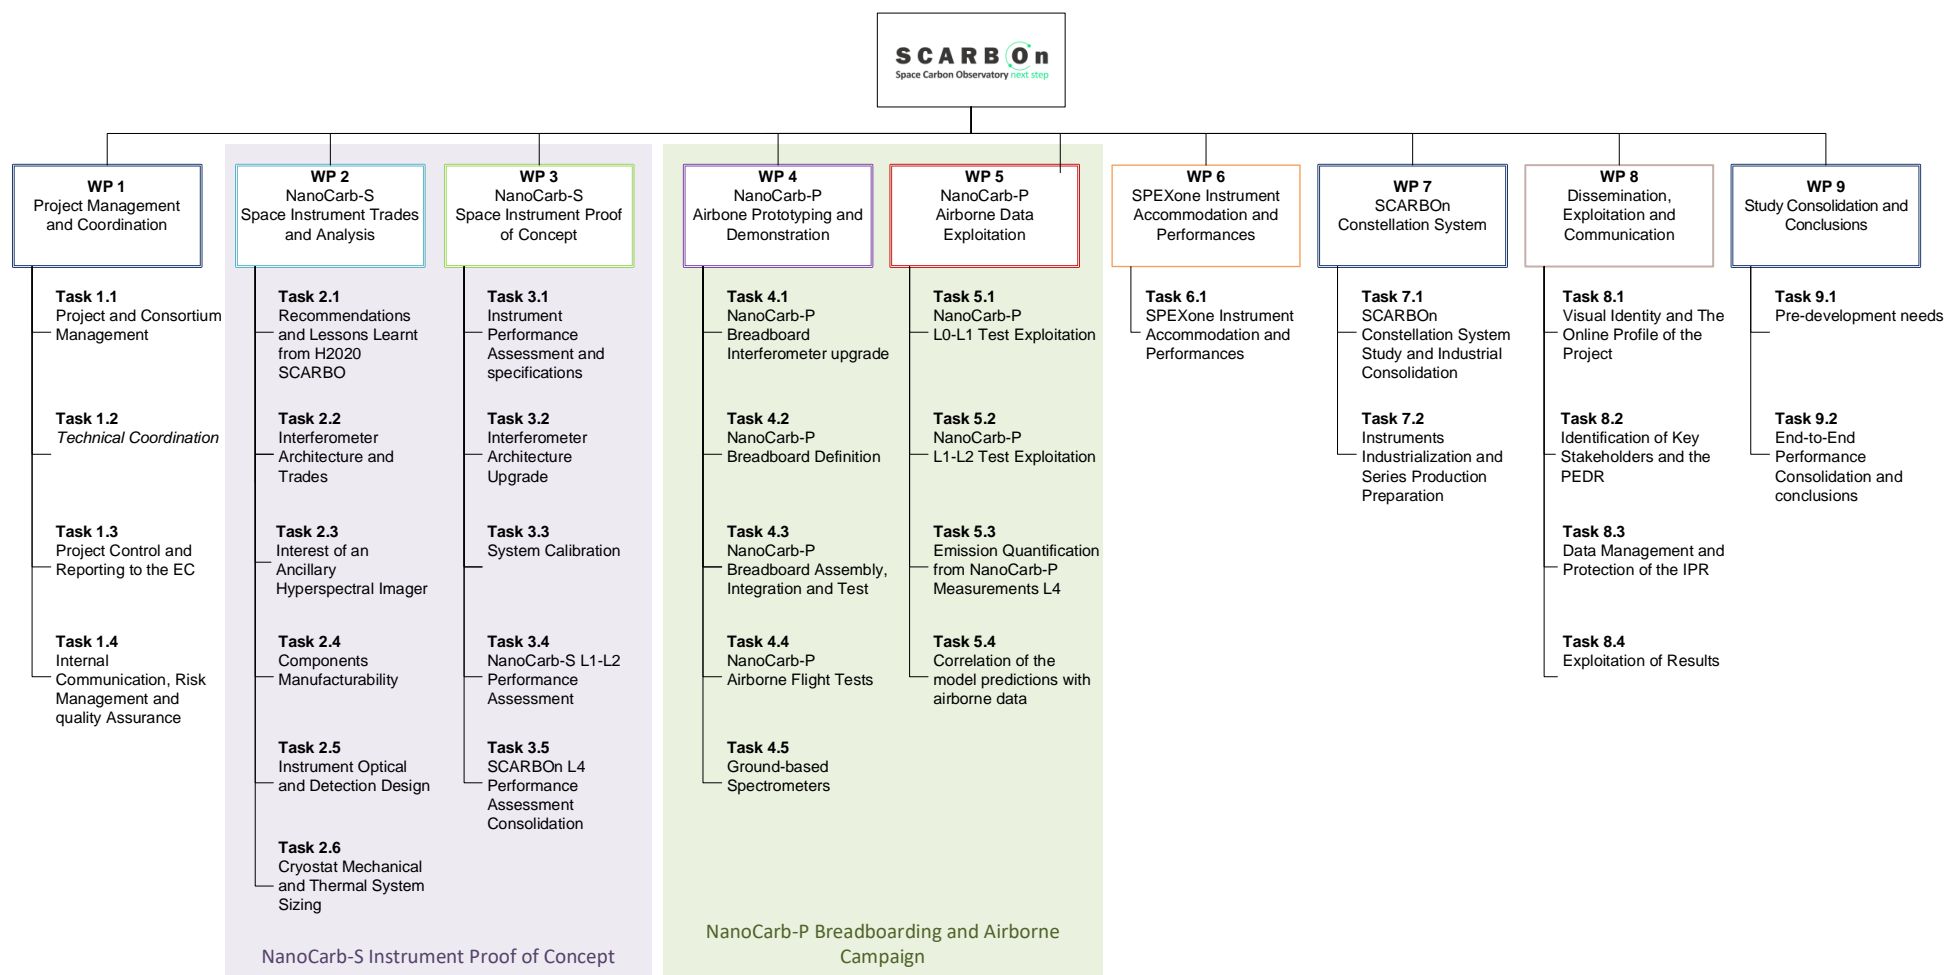 SCARBOn
Space Carbon Observatory next step
WP 1
Project Management
and Coordination
Task 1.1
Project and Consortium
Management
Task 1.2
Technical Coordination
Task 1.3
Project Control and
Reporting to the EC
Task 1.4
Internal
Communication, Risk
Management and
quality Assurance
WP 2
NanoCarb-S
Space Instrument Trades
and Analysis
Task 2.1
Recommendations
and Lessons Learnt
from H2020
SCARBO
Task 2.2
Interferometer
Architecture and
Trades
Task 2.3
Interest of an
Ancillary
Hyperspectral Imager
Task 2.4
Components
Manufacturability
Task 2.5
Instrument Optical
and Detection Design
Task 2.6
Cryostat Mechanical
and Thermal System
Sizing
WP 3
NanoCarb-S
Space Instrument Proof
of Concept
Task 3.1
Instrument
Performance
Assessment and
specifications
Task 3.2
Interferometer
Architecture
Upgrade
Task 3.3
System Calibration
Task 3.4
NanoCarb-S L1-L2
Performance
Assessment
Task 3.5
SCARBOn L4
Performance
Assessment
Consolidation
NanoCarb-S Instrument Proof of Concept
WP 4
NanoCarb-P
Airbone Prototyping and
Demonstration
Task 4.1
NanoCarb-P
Breadboard
Interferometer upgrade
Task 4.2
NanoCarb-P
Breadboard Definition
Task 4.3
NanoCarb-P
Breadboard Assembly,
Integration and Test
Task 4.4
NanoCarb-P
Airborne Flight Tests
Task 4.5
Ground-based
Spectrometers
WP 5
NanoCarb-P
Airborne Data
Exploitation
Task 5.1
NanoCarb-P
L0-L1 Test Exploitation
Task 5.2
NanoCarb-P
L1-L2 Test Exploitation
Task 5.3
Emission Quantification
from NanoCarb-P
Measurements L4
Task 5.4
Correlation of the
model predictions with
airborne data
NanoCarb-P Breadboarding and Airborne
Campaign
WP 6
SPEXone Instrument
Accommodation and
Performances
Task 6.1
SPEXone Instrument
Accommodation and
Performances
WP 7
SCARBOn
Constellation System
Task 7.1
SCARBOn
Constellation System
Study and Industrial
Consolidation
Task 7.2
Instruments
Industrialization and
Series Production
Preparation
WP 8
Dissemination,
Exploitation and
Communication
Task 8.1
Visual Identity and The
Online Profile of the
Project
Task 8.2
Identification of Key
Stakeholders and the
PEDR
Task 8.3
Data Management and
Protection of the IPR
Task 8.4
Exploitation of Results
WP 9
Study Consolidation and
Conclusions
Task 9.1
Pre-development needs
Task 9.2
End-to-End
Performance
Consolidation and
conclusions